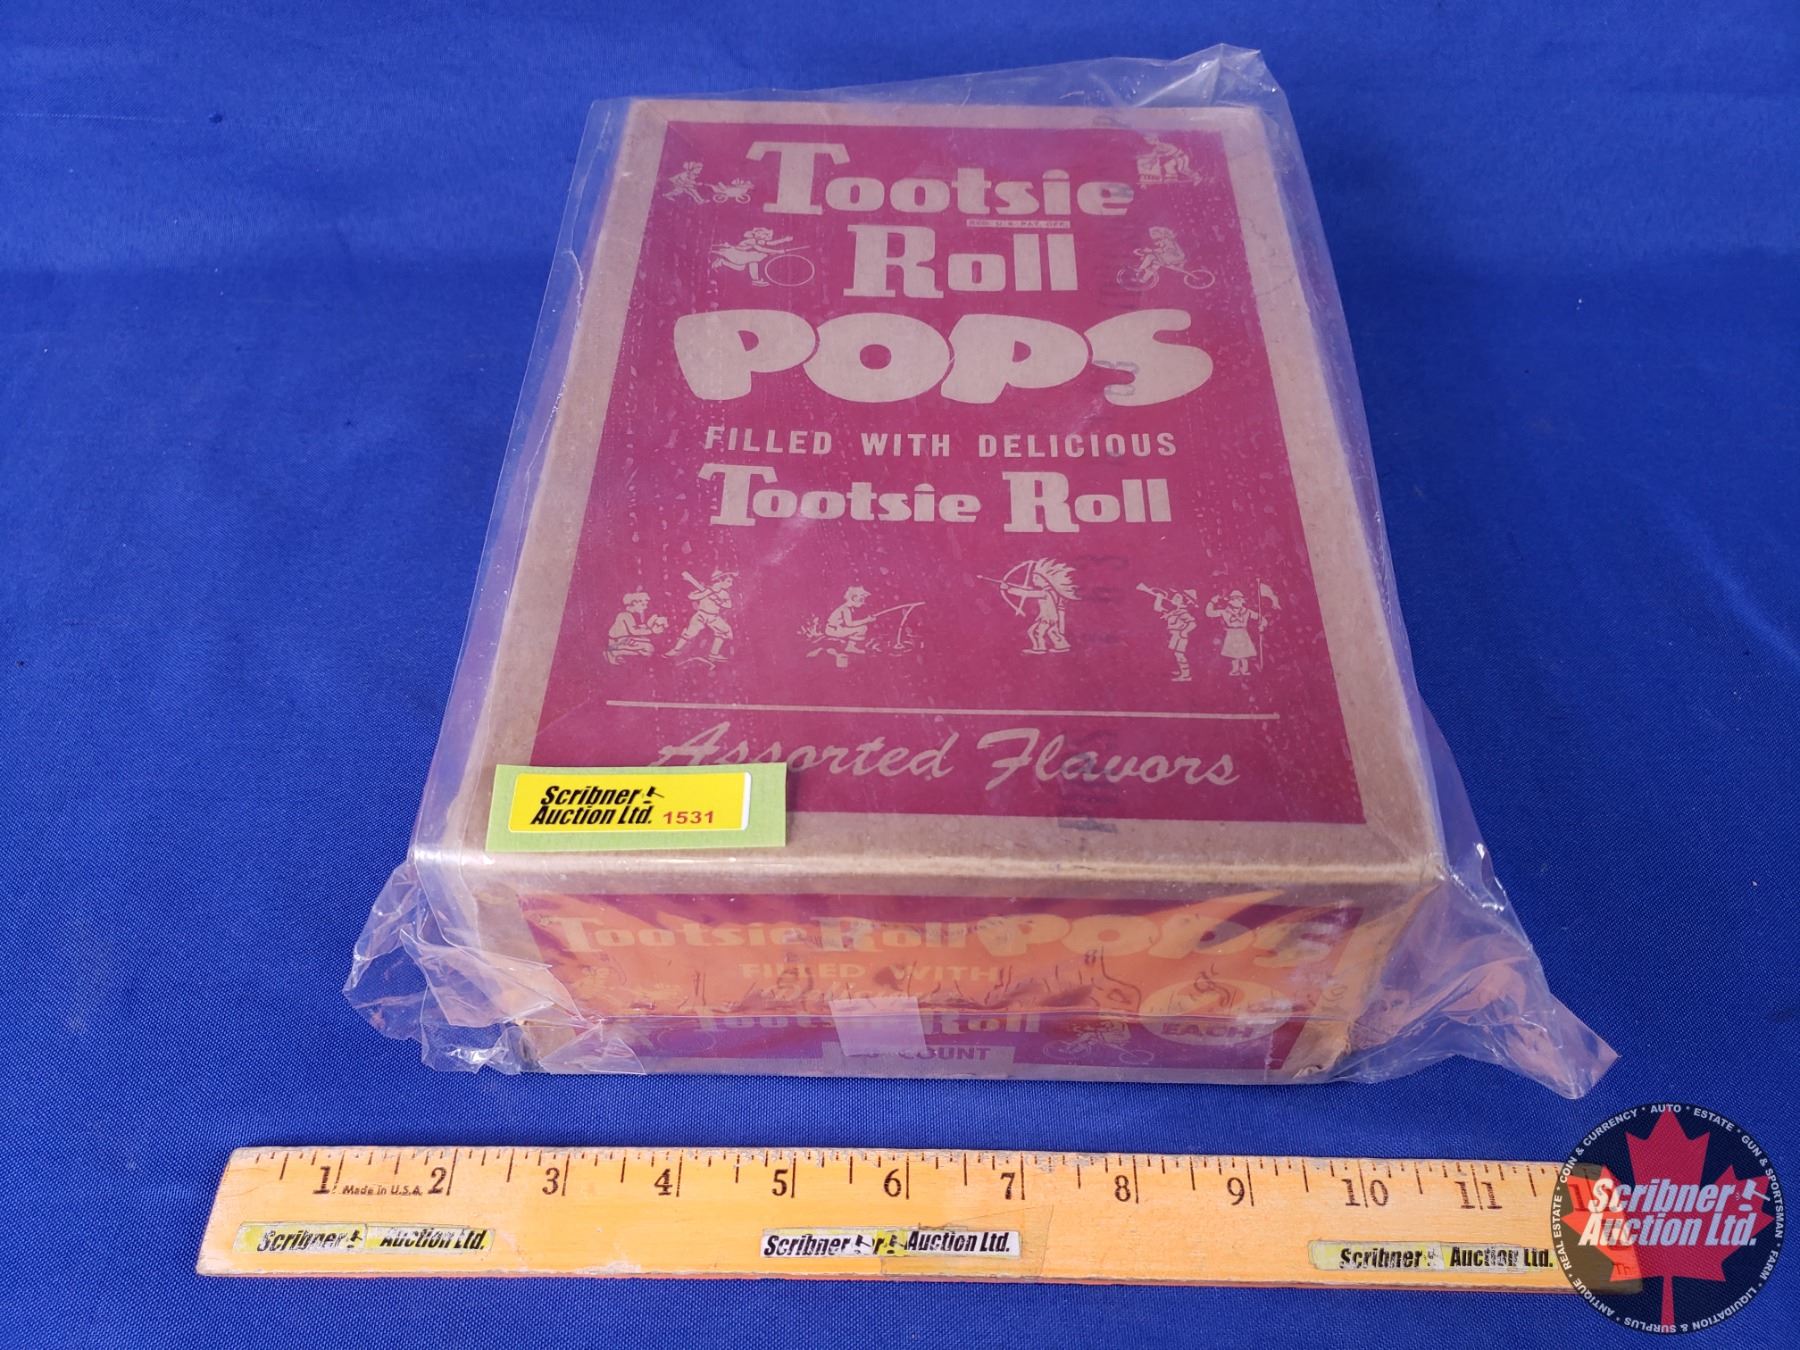 Tootsie
REG. U.S. PAT. OFF.
Roll
POPS
FILLED WITH DELICIOUS
Tootsie Roll
Assorted Flavors
Scribner
Auction Ltd. 1531
Tootsie Roll POPS
FILLED WITH
Tootsie Roll
EACH
COUNT
1 2 3 4 5 6 7 8 9 10 11
Made in U.S.A.
Scribner Auction Ltd.
Scribner Auction Ltd.
Scribner Auction Ltd.
Th
COIN & CURRENCY * AUTO * ESTATE * GUN & SPORTSMAN * FARM * LIQUIDATION & SURPLUS * ANTIQUE * REAL ESTATE *
Scribner
Auction Ltd.